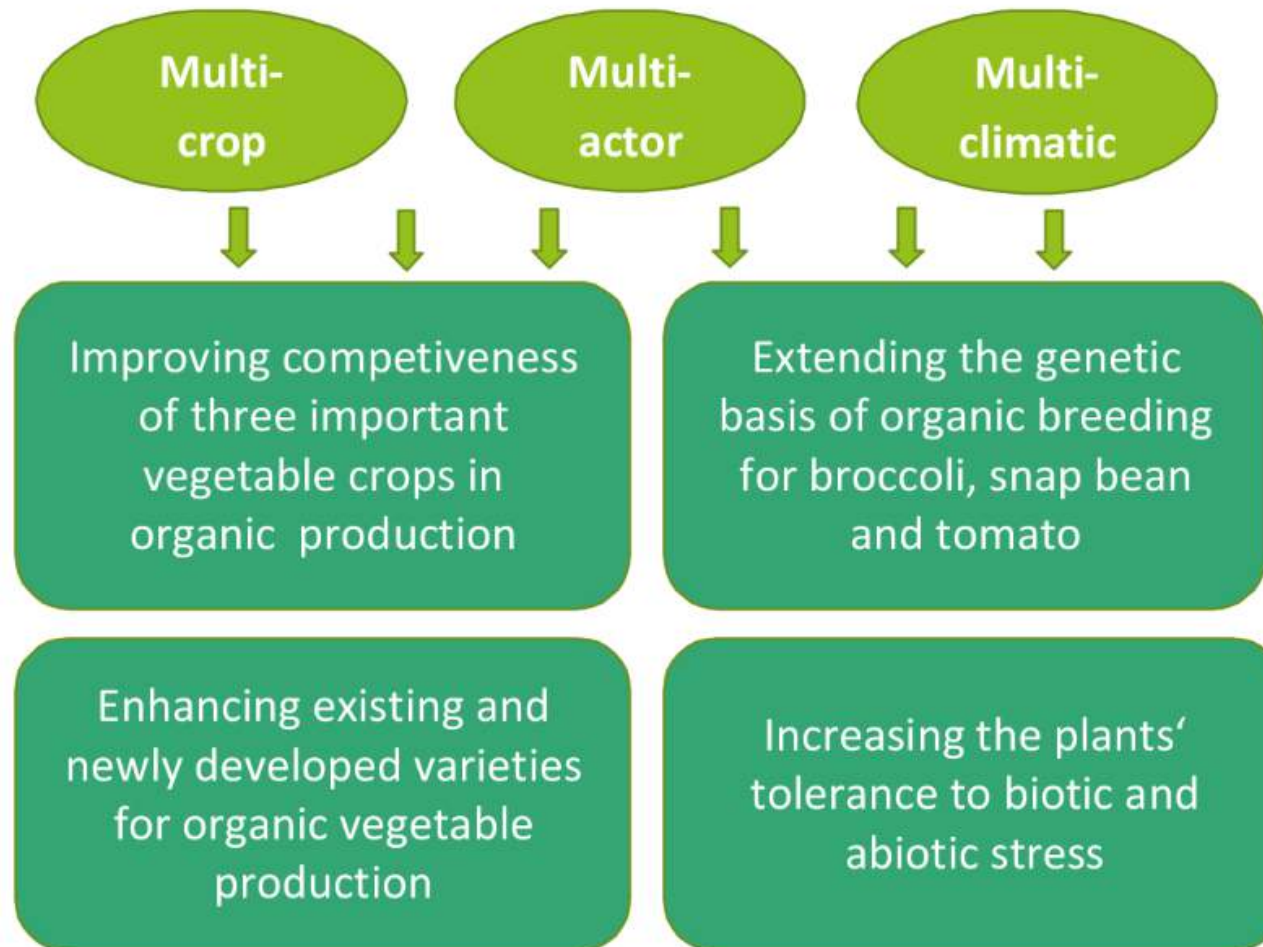 Multi-
crop
Multi-
actor
Multi-
climatic
Improving competiveness
of three important
vegetable crops in
organic  production
Extending the genetic
basis of organic breeding
for broccoli, snap bean
and tomato
Enhancing existing and
newly developed varieties
for organic vegetable
production
Increasing the plants‘
tolerance to biotic and
abiotic stress